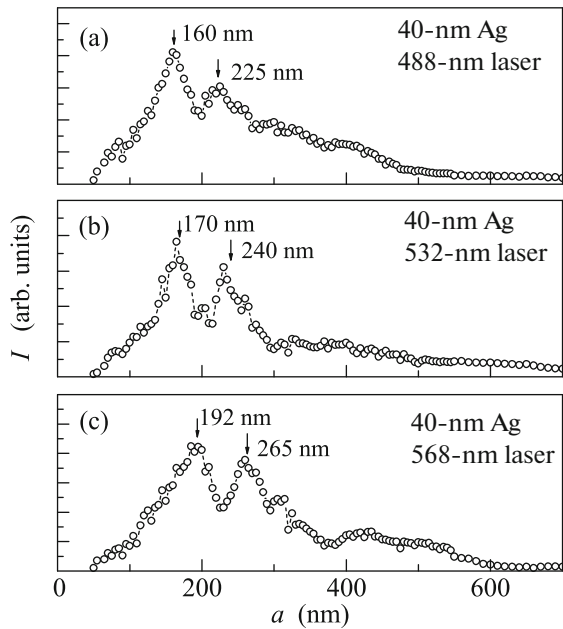 (a)
160 nm
225 nm
40-nm Ag
488-nm laser
(b)
170 nm
240 nm
40-nm Ag
532-nm laser
I (arb. units)
(c)
192 nm
265 nm
40-nm Ag
568-nm laser
0 200 400 600
a (nm)